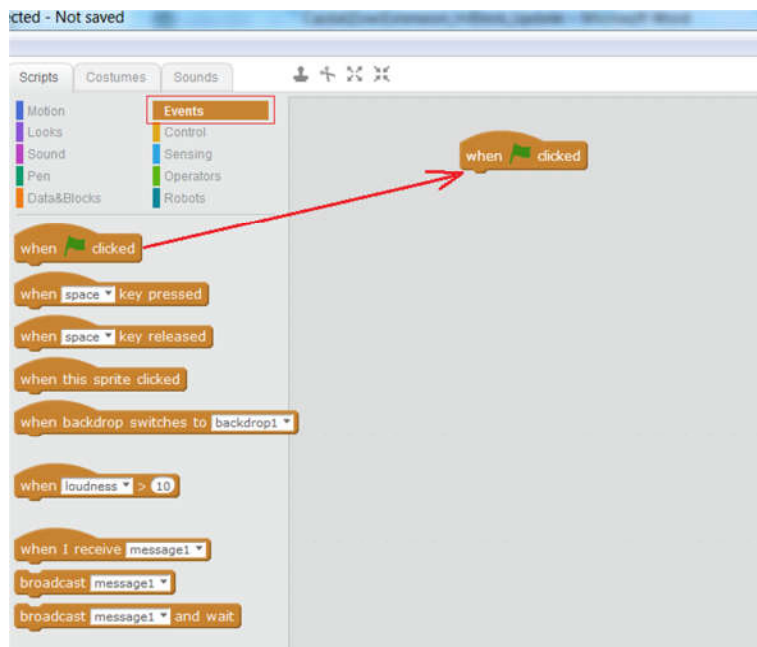 cted - Not saved
Microsoft Word
Scripts Costumes Sounds
Motion Events
Looks Control
Sound Sensing
Pen Operators
Data&Blocks Robots
when clicked
when clicked
when space key pressed
when space key released
when this sprite clicked
when backdrop switches to backdrop1
when loudness > 10
when I receive message1
broadcast message1
broadcast message1 and wait